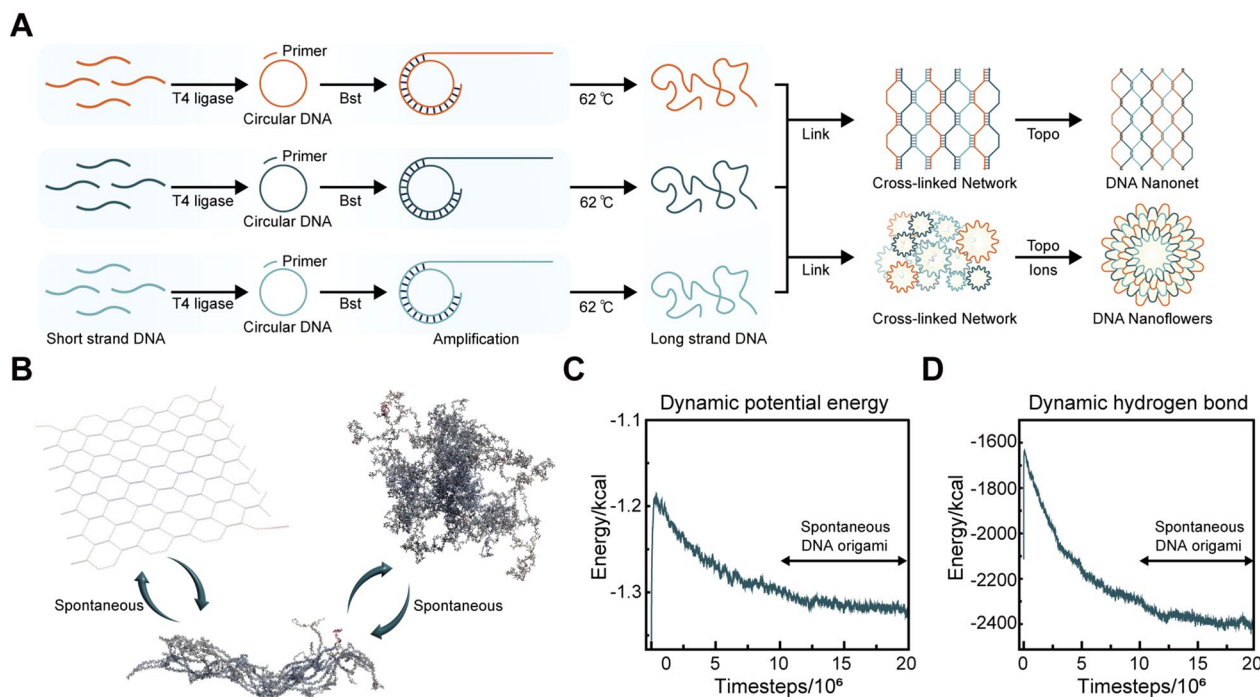 A
Primer
T4 ligase
Circular DNA
Bst
62 ℃
Primer
T4 ligase
Circular DNA
Bst
62 ℃
Primer
T4 ligase
Circular DNA
Bst
62 ℃
Short strand DNA
Amplification
Long strand DNA
Link
Cross-linked Network
Topo
DNA Nanonet
Link
Cross-linked Network
Topo
Ions
DNA Nanoflowers
B
Spontaneous
Spontaneous
C
Dynamic potential energy
Energy/kcal
-1.1
-1.2
-1.3
Spontaneous
DNA origami
0 5 10 15 20
Timesteps/10⁶
D
Dynamic hydrogen bond
Energy/kcal
-1600
-1800
-2000
-2200
-2400
Spontaneous
DNA origami
0 5 10 15 20
Timesteps/10⁶